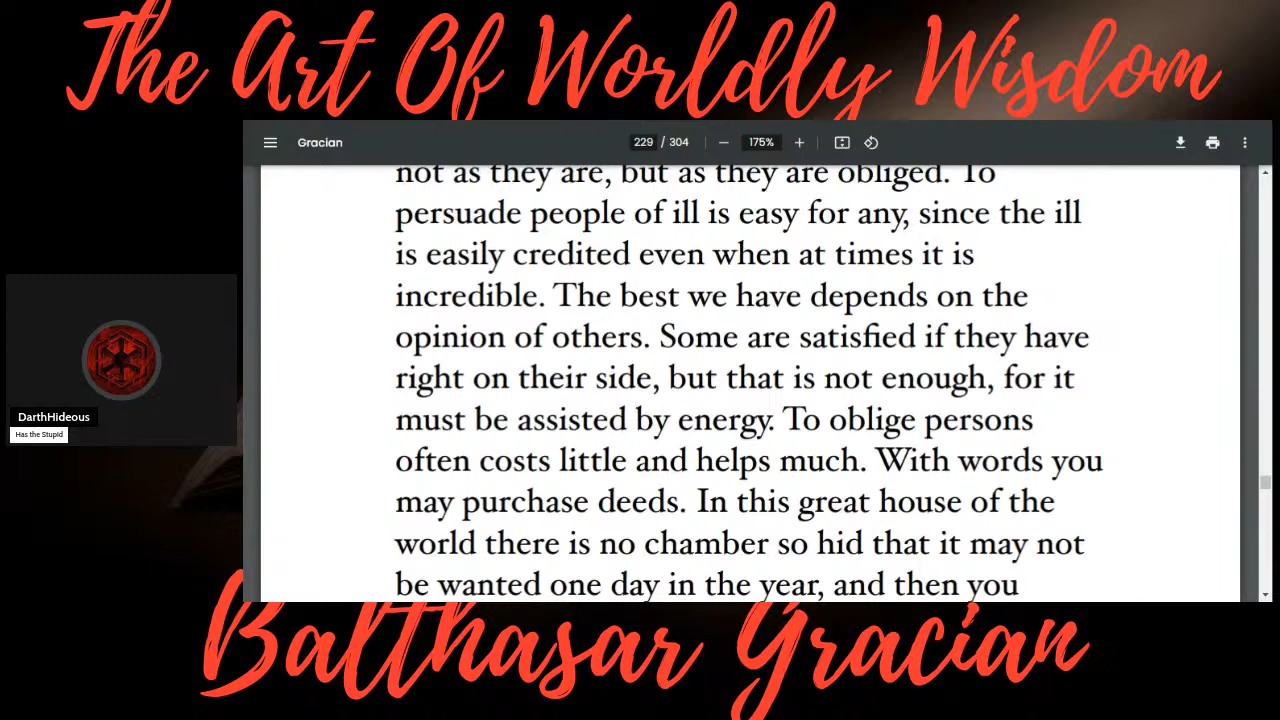 The Art Of Worldly Wisdom
Gracian
229 / 304
175%
not as they are, but as they are obliged. To
persuade people of ill is easy for any, since the ill
is easily credited even when at times it is
incredible. The best we have depends on the
opinion of others. Some are satisfied if they have
right on their side, but that is not enough, for it
must be assisted by energy. To oblige persons
often costs little and helps much. With words you
may purchase deeds. In this great house of the
world there is no chamber so hid that it may not
be wanted one day in the year, and then you
DarthHideous
Has the Stupid
Balthasar Gracian